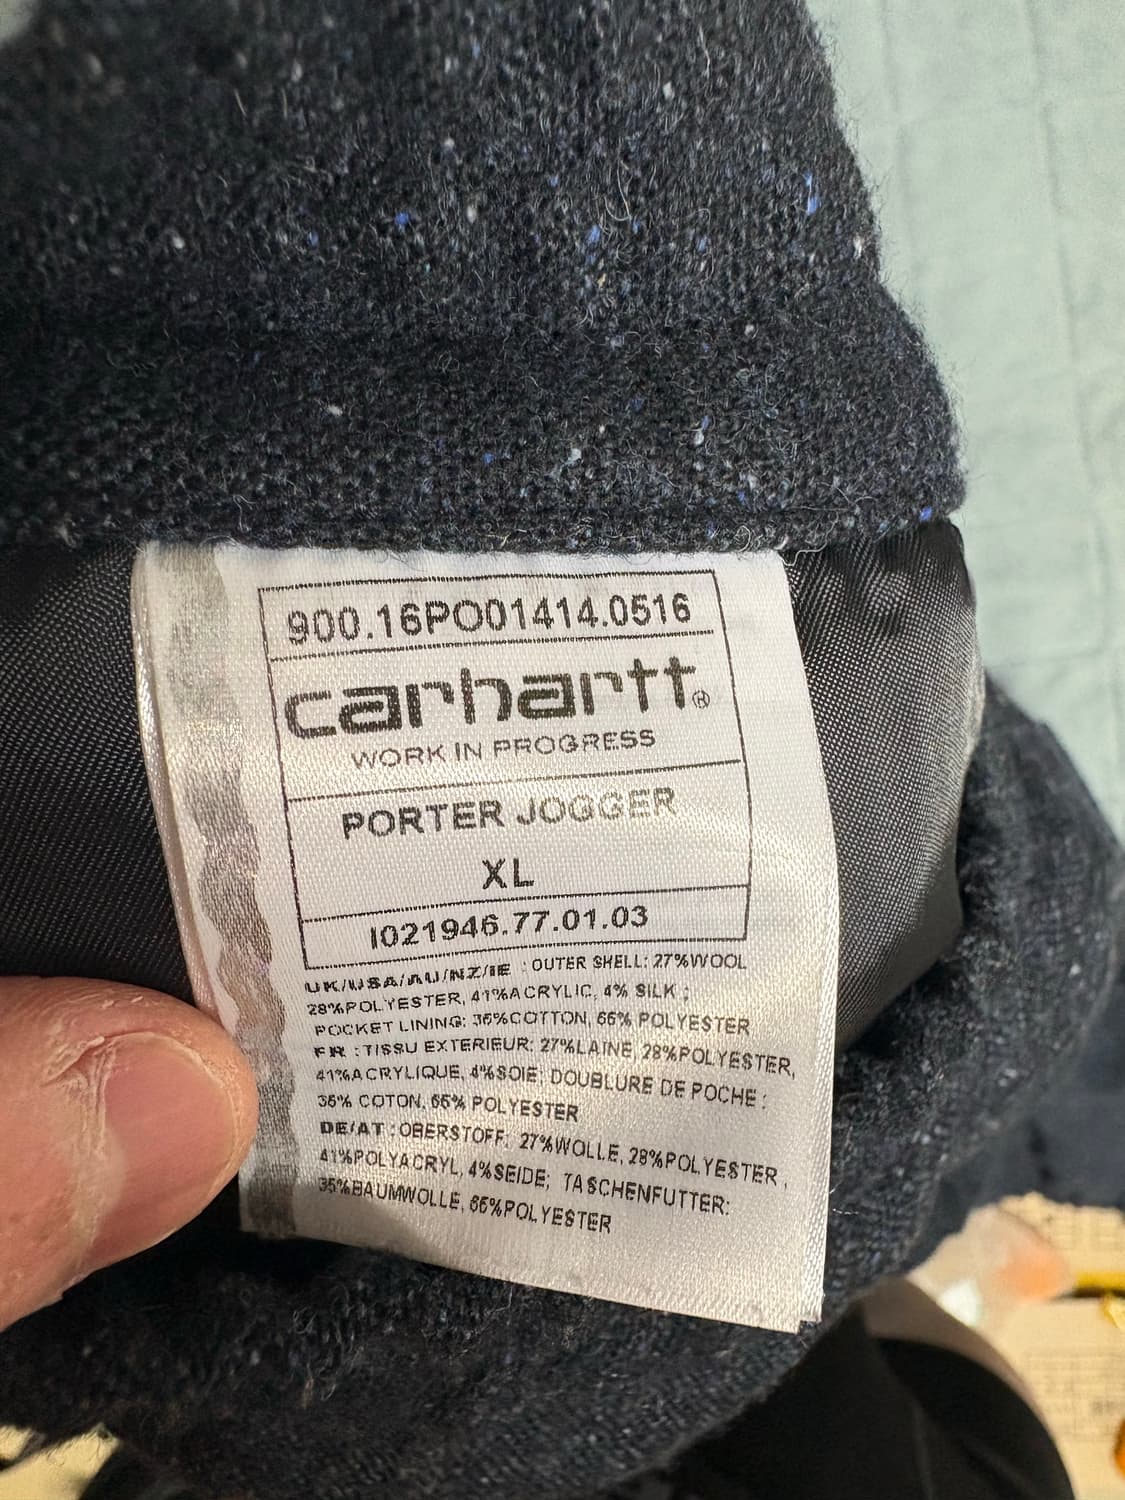 900.16PO01414.0516
carhartt®
WORK IN PROGRESS
PORTER JOGGER
XL
I021946.77.01.03
UK/USA/AU/NZ/IE : OUTER SHELL: 27%WOOL
28%POLYESTER, 41%ACRYLIC, 4% SILK ;
POCKET LINING: 35%COTTON, 65% POLYESTER
FR : TISSU EXTERIEUR: 27%LAINE, 28%POLYESTER,
41%ACRYLIQUE, 4%SOIE; DOUBLURE DE POCHE :
35% COTON, 65% POLYESTER
DE/AT : OBERSTOFF: 27%WOLLE, 28%POLYESTER,
41%POLYACRYL, 4%SEIDE; TASCHENFUTTER:
35%BAUMWOLLE, 65%POLYESTER